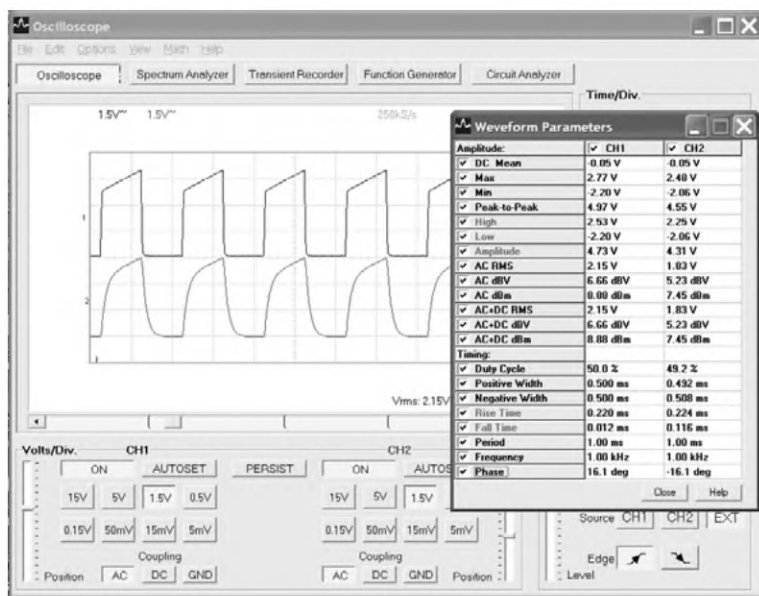 Oscilloscope
File Edit Options View Math Help
Oscilloscope Spectrum Analyzer Transient Recorder Function Generator Circuit Analyzer
Time/Div.
1.5V~ 1.5V~ 250kS/s
Waveform Parameters
Amplitude: CH1 CH2
DC Mean -0.05 V -0.05 V
Max 2.77 V 2.48 V
Min -2.20 V -2.06 V
Peak-to-Peak 4.97 V 4.55 V
High 2.53 V 2.25 V
Low -2.20 V -2.06 V
Amplitude 4.73 V 4.31 V
AC RMS 2.15 V 1.83 V
AC dBV 6.66 dBV 5.23 dBV
AC dBm 8.88 dBm 7.45 dBm
AC+DC RMS 2.15 V 1.83 V
AC+DC dBV 6.66 dBV 5.23 dBV
AC+DC dBm 8.88 dBm 7.45 dBm
Timing:
Duty Cycle 50.0 % 49.2 %
Positive Width 0.500 ms 0.492 ms
Negative Width 0.500 ms 0.508 ms
Rise Time 0.220 ms 0.224 ms
Fall Time 0.012 ms 0.116 ms
Period 1.00 ms 1.00 ms
Frequency 1.00 kHz 1.00 kHz
Phase 16.1 deg -16.1 deg
Close Help
1
2
Vrms: 2.15V
Volts/Div. CH1 CH2
ON AUTOSET PERSIST ON AUTOS
15V 5V 1.5V 0.5V 15V 5V 1.5V
0.15V 50mV 15mV 5mV 0.15V 50mV 15mV 5mV
Coupling Coupling
Position AC DC GND AC DC GND Position
Source CH1 CH2 EXT
Edge
Level